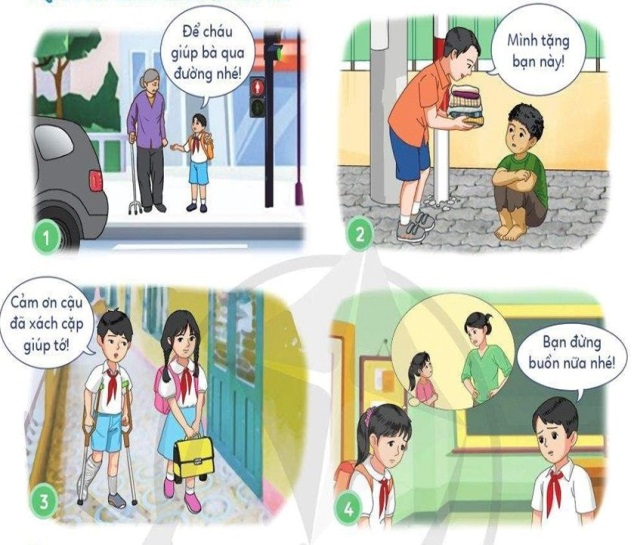 Để cháu
giúp bà qua
đường nhé!
1
Mình tặng
bạn này!
2
Cảm ơn cậu
đã xách cặp
giúp tớ!
3
Bạn đừng
buồn nữa nhé!
4